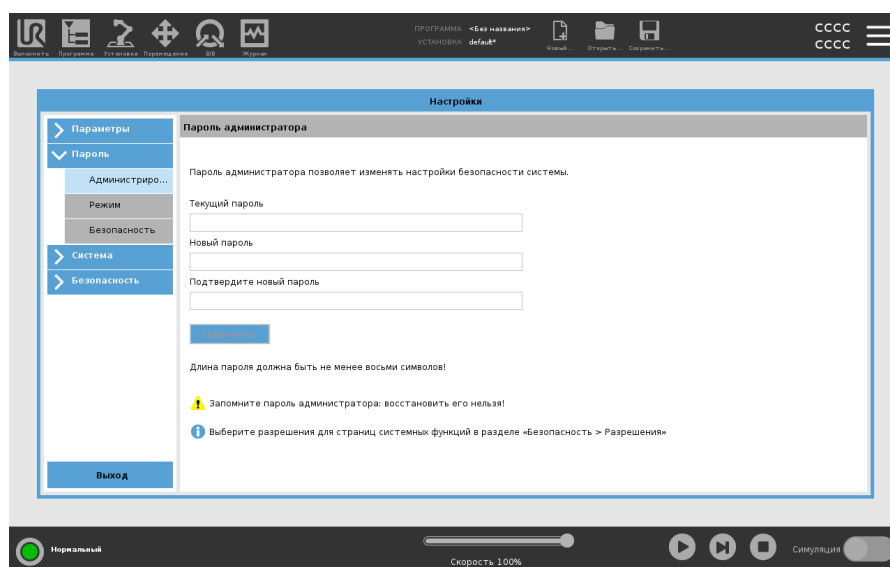 ПРОГРАММА <Без названия>
УСТАНОВКА default*
Выполнить Программа Установка Перемещение В/В Журнал
Новый... Открыть... Сохранить...
CCCC
CCCC
Настройки
Параметры
Пароль
Администриро...
Режим
Безопасность
Система
Безопасность
Выход
Пароль администратора
Пароль администратора позволяет изменять настройки безопасности системы.
Текущий пароль
Новый пароль
Подтвердите новый пароль
Длина пароля должна быть не менее восьми символов!
Запомните пароль администратора: восстановить его нельзя!
Выберите разрешения для страниц системных функций в разделе «Безопасность > Разрешения»
Нормальный
Скорость 100%
Симуляция